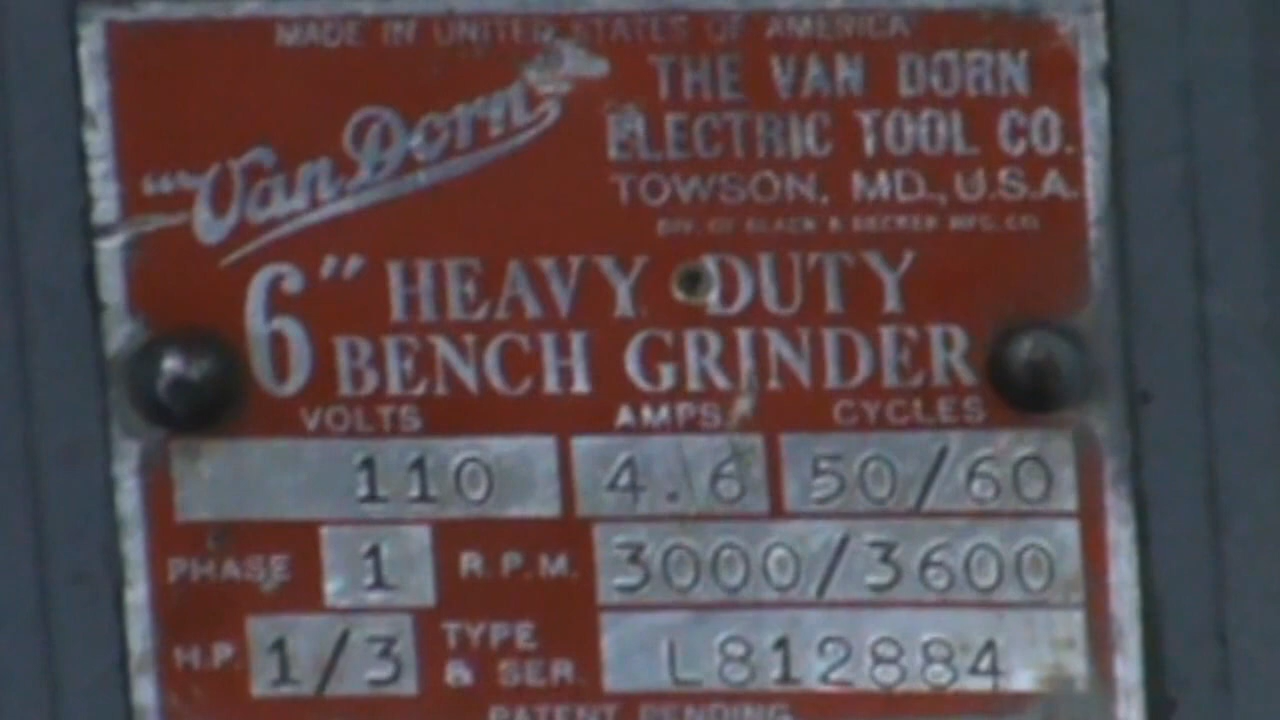 MADE IN UNITED STATES OF AMERICA
"Van Dorn"
THE VAN DORN
ELECTRIC TOOL CO.
TOWSON, MD., U.S.A.
DIV. OF BLACK & DECKER MFG. CO.
6" HEAVY DUTY
BENCH GRINDER
VOLTS AMPS. CYCLES
110 4.6 50/60
PHASE 1 R.P.M. 3000/3600
H.P. 1/3 TYPE & SER. L812884
PATENT PENDING